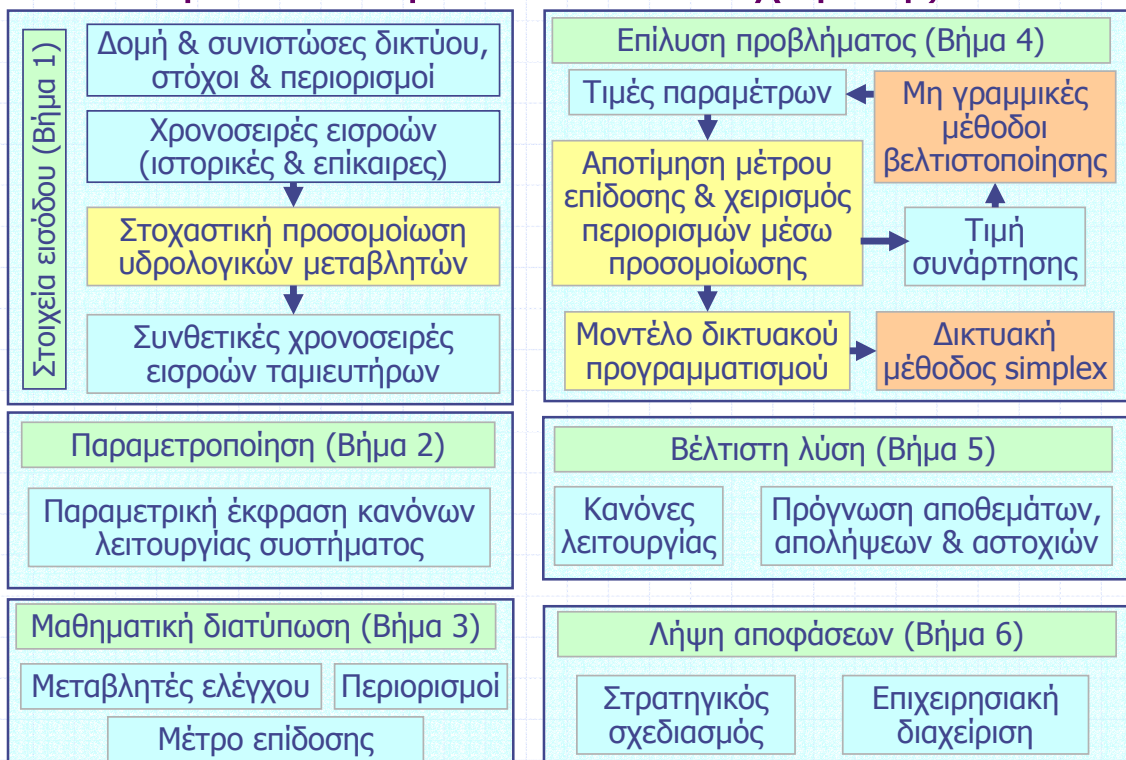 Στοιχεία εισόδου (Βήμα 1)
Δομή & συνιστώσες δικτύου,
στόχοι & περιορισμοί
Χρονοσειρές εισροών
(ιστορικές & επίκαιρες)
Στοχαστική προσομοίωση
υδρολογικών μεταβλητών
Συνθετικές χρονοσειρές
εισροών ταμιευτήρων
Παραμετροποίηση (Βήμα 2)
Παραμετρική έκφραση κανόνων
λειτουργίας συστήματος
Μαθηματική διατύπωση (Βήμα 3)
Μεταβλητές ελέγχου
Περιορισμοί
Μέτρο επίδοσης
Επίλυση προβλήματος (Βήμα 4)
Τιμές παραμέτρων
Μη γραμμικές
μέθοδοι
βελτιστοποίησης
Αποτίμηση μέτρου
επίδοσης & χειρισμός
περιορισμών μέσω
προσομοίωσης
Τιμή
συνάρτησης
Μοντέλο δικτυακού
προγραμματισμού
Δικτυακή
μέθοδος simplex
Βέλτιστη λύση (Βήμα 5)
Κανόνες
λειτουργίας
Πρόγνωση αποθεμάτων,
απολήψεων & αστοχιών
Λήψη αποφάσεων (Βήμα 6)
Στρατηγικός
σχεδιασμός
Επιχειρησιακή
διαχείριση